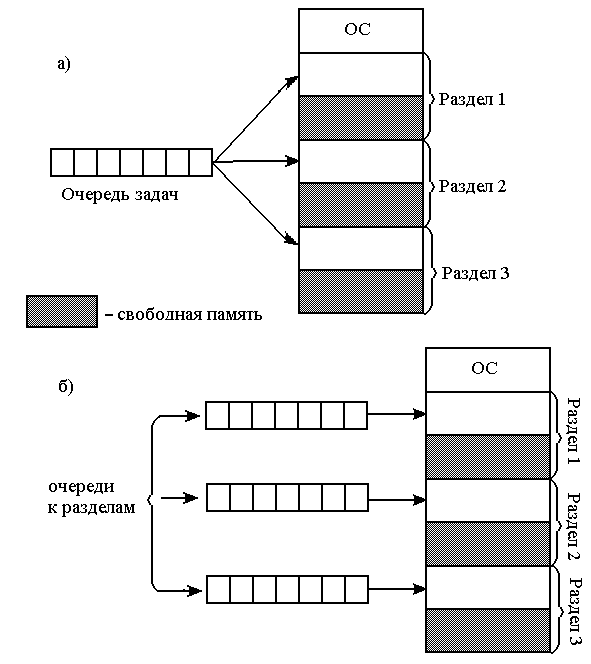 а)
ОС
Раздел 1
Раздел 2
Раздел 3
Очередь задач
– свободная память
б)
ОС
очереди
к разделам
Раздел 1
Раздел 2
Раздел 3